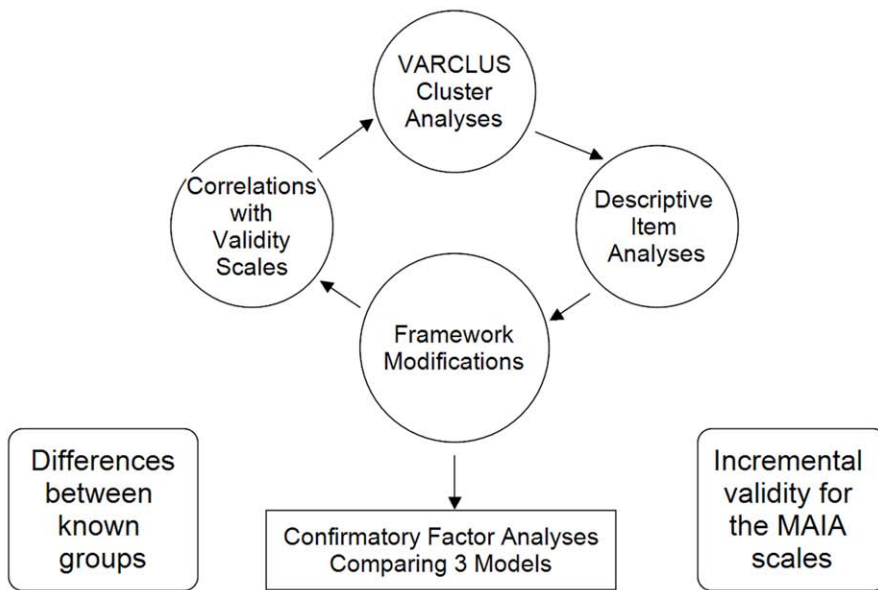 VARCLUS
Cluster
Analyses
Correlations
with
Validity
Scales
Descriptive
Item
Analyses
Framework
Modifications
Differences
between
known
groups
Confirmatory Factor Analyses
Comparing 3 Models
Incremental
validity for
the MAIA
scales